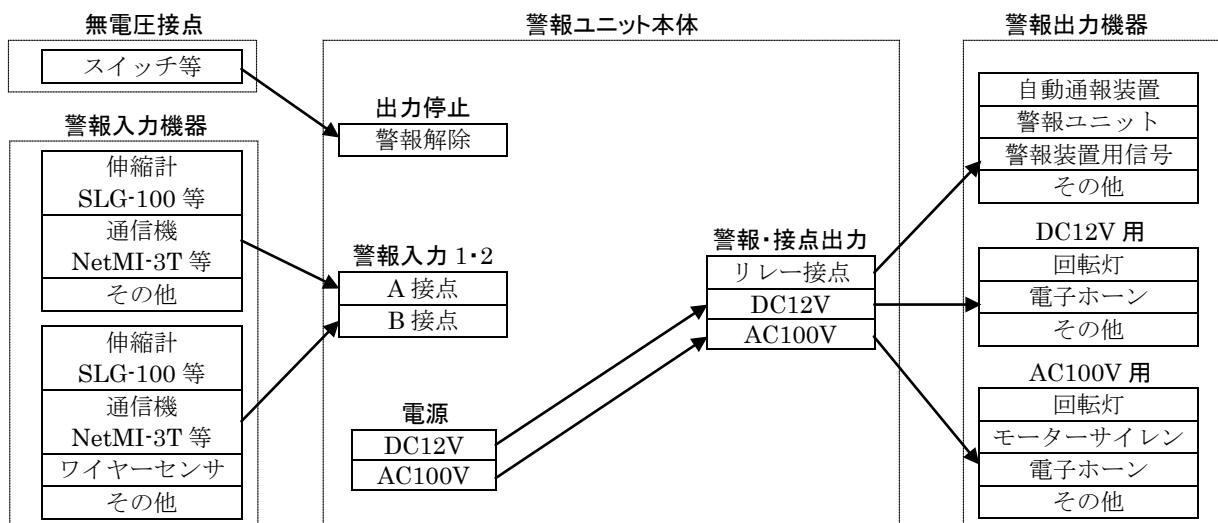 無電圧接点
スイッチ等
警報入力機器
伸縮計
SLG-100 等
通信機
NetMI-3T 等
その他
伸縮計
SLG-100 等
通信機
NetMI-3T 等
ワイヤーセンサ
その他
警報ユニット本体
出力停止
警報解除
警報入力 1・2
A 接点
B 接点
電源
DC12V
AC100V
警報・接点出力
リレー接点
DC12V
AC100V
警報出力機器
自動通報装置
警報ユニット
警報装置用信号
その他
DC12V 用
回転灯
電子ホーン
その他
AC100V 用
回転灯
モーターサイレン
電子ホーン
その他